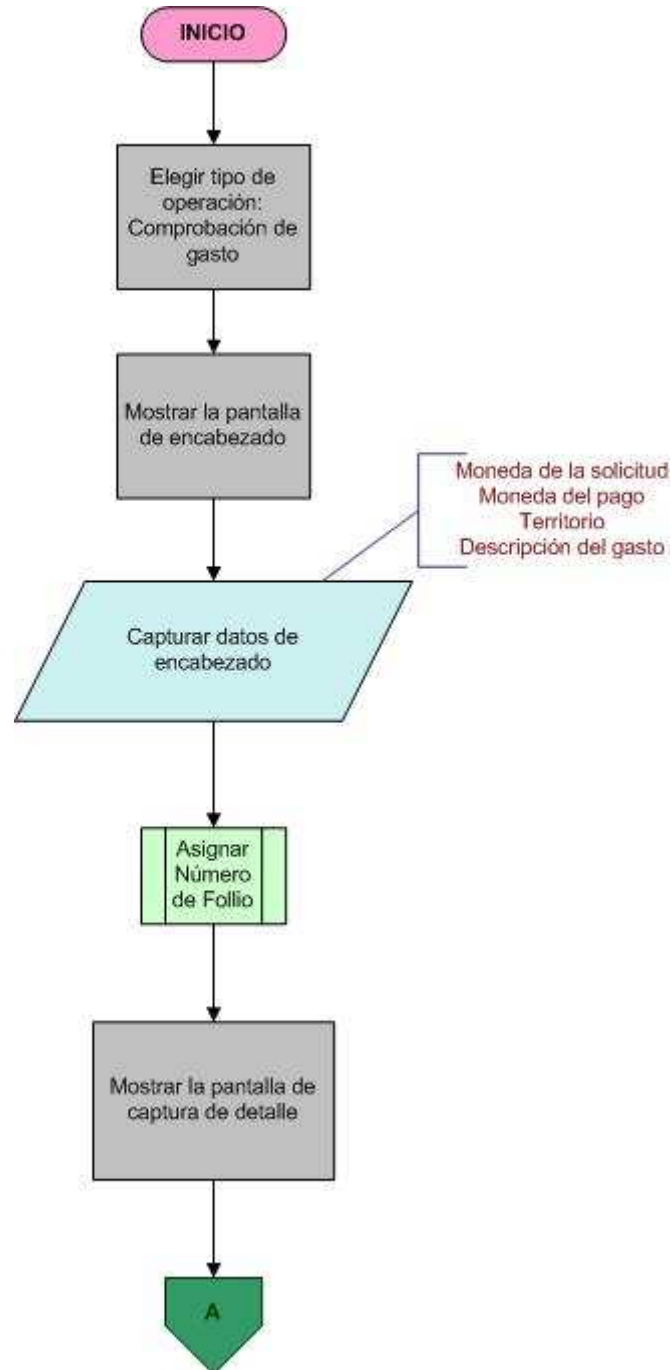 INICIO
Elegir tipo de
operación:
Comprobación de
gasto
Mostrar la pantalla
de encabezado
Moneda de la solicitud
Moneda del pago
Territorio
Descripción del gasto
Capturar datos de
encabezado
Asignar
Número
de Follio
Mostrar la pantalla de
captura de detalle
A